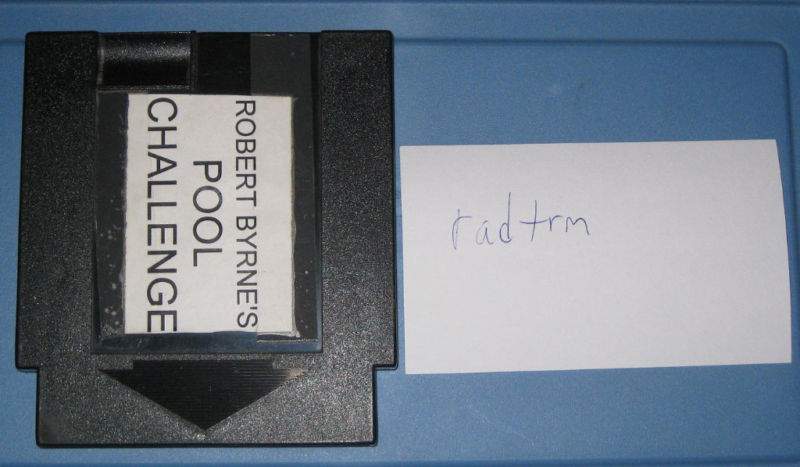 ROBERT BYRNE'S
POOL
CHALLENGE
radtrm